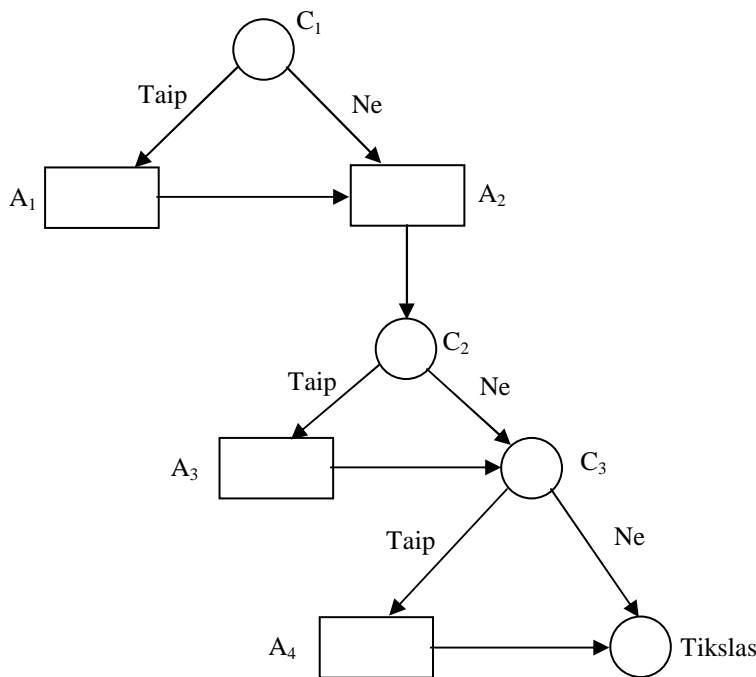 C₁
Taip
Ne
A₁
A₂
C₂
Taip
Ne
A₃
C₃
Taip
Ne
A₄
Tikslas